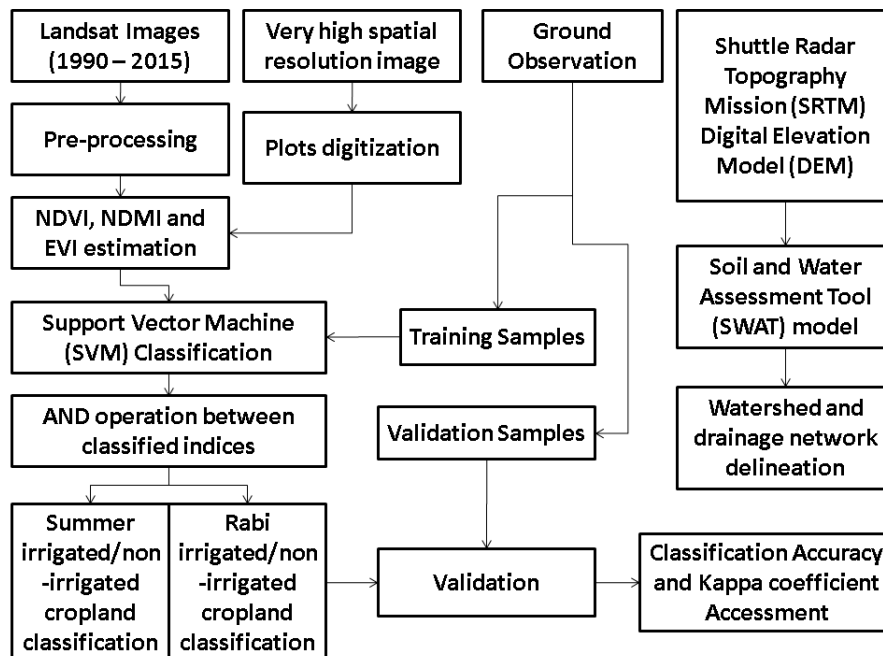 Landsat Images
(1990 – 2015)
Very high spatial
resolution image
Ground
Observation
Shuttle Radar
Topography
Mission (SRTM)
Digital Elevation
Model (DEM)
Pre-processing
Plots digitization
NDVI, NDMI and
EVI estimation
Soil and Water
Assessment Tool
(SWAT) model
Support Vector Machine
(SVM) Classification
Training Samples
AND operation between
classified indices
Validation Samples
Watershed and
drainage network
delineation
Summer
irrigated/non
-irrigated
cropland
classification
Rabi
irrigated/non
-irrigated
cropland
classification
Validation
Classification Accuracy
and Kappa coefficient
Accessment